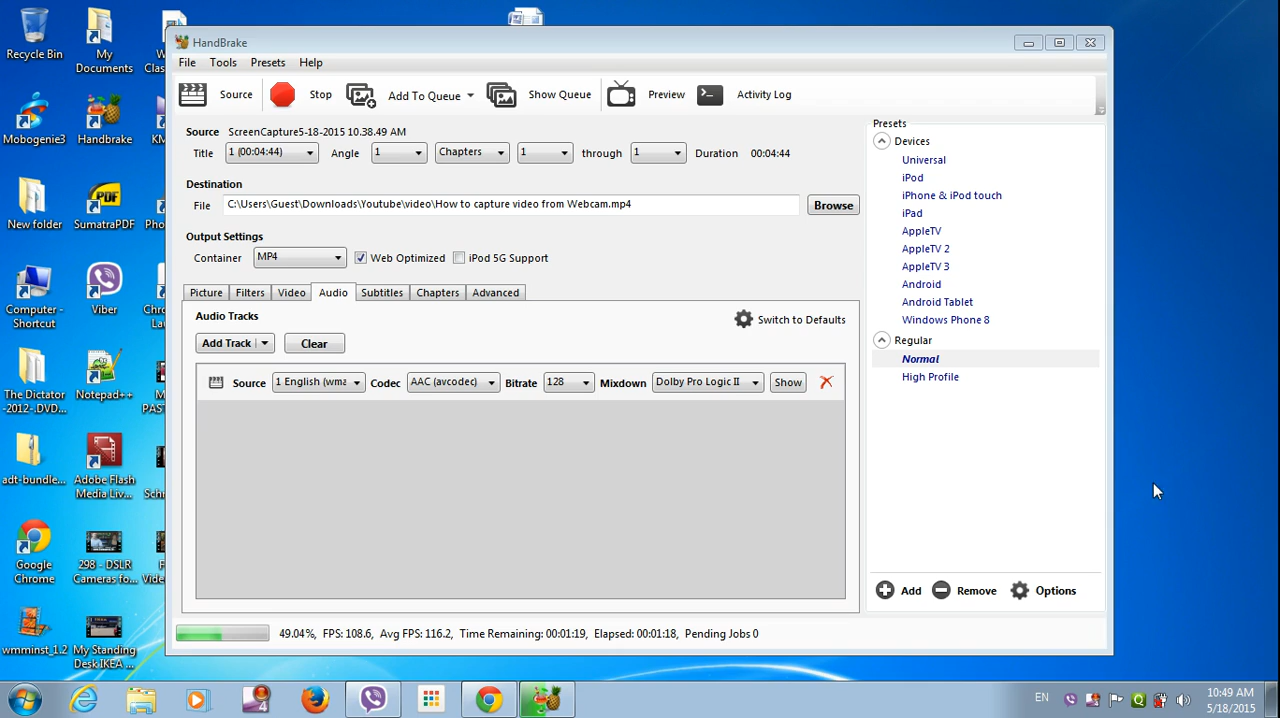 HandBrake
File Tools Presets Help
Source Stop Add To Queue Show Queue Preview Activity Log
Source ScreenCapture5-18-2015 10.38.49 AM
Title 1 (00:04:44) Angle 1 Chapters 1 through 1 Duration 00:04:44
Destination
File C:\Users\Guest\Downloads\Youtube\video\How to capture video from Webcam.mp4 Browse
Output Settings
Container MP4 Web Optimized iPod 5G Support
Picture Filters Video Audio Subtitles Chapters Advanced
Audio Tracks
Switch to Defaults
Add Track Clear
Source 1 English (wma Codec AAC (avcodec) Bitrate 128 Mixdown Dolby Pro Logic II Show
49.04%, FPS: 108.6, Avg FPS: 116.2, Time Remaining: 00:01:19, Elapsed: 00:01:18, Pending Jobs 0
Presets
Devices
Universal
iPod
iPhone & iPod touch
iPad
AppleTV
AppleTV 2
AppleTV 3
Android
Android Tablet
Windows Phone 8
Regular
Normal
High Profile
Add Remove Options
Recycle Bin
My
Documents
Mobogenie3
Handbrake
New folder
SumatraPDF
Computer -
Shortcut
Viber
The Dictator
-2012-.DVD...
Notepad++
adt-bundle...
Adobe Flash
Media Liv...
Google
Chrome
298 - DSLR
Cameras fo...
wmminst_1.2
My Standing
Desk IKEA ...
EN
10:49 AM
5/18/2015